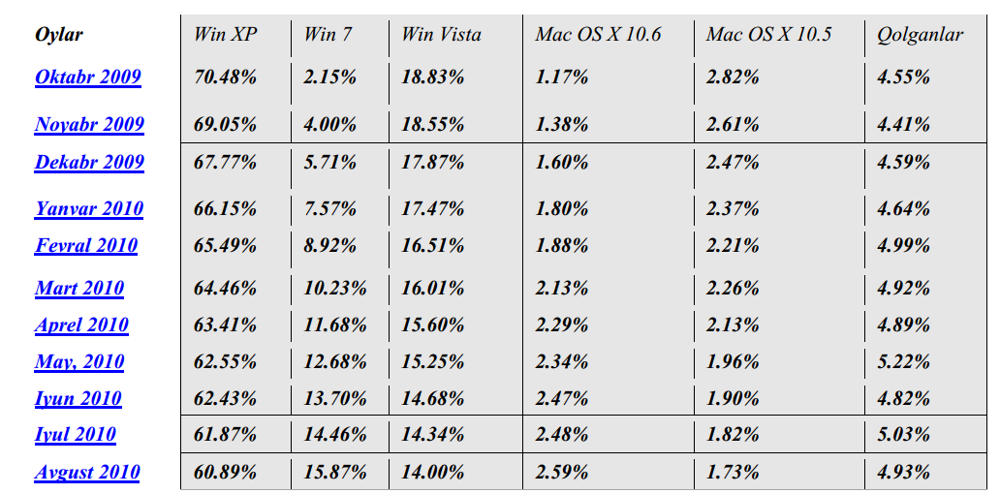 Oylar Win XP Win 7 Win Vista Mac OS X 10.6 Mac OS X 10.5 Qolganlar
Oktabr 2009 70.48% 2.15% 18.83% 1.17% 2.82% 4.55%
Noyabr 2009 69.05% 4.00% 18.55% 1.38% 2.61% 4.41%
Dekabr 2009 67.77% 5.71% 17.87% 1.60% 2.47% 4.59%
Yanvar 2010 66.15% 7.57% 17.47% 1.80% 2.37% 4.64%
Fevral 2010 65.49% 8.92% 16.51% 1.88% 2.21% 4.99%
Mart 2010 64.46% 10.23% 16.01% 2.13% 2.26% 4.92%
Aprel 2010 63.41% 11.68% 15.60% 2.29% 2.13% 4.89%
May, 2010 62.55% 12.68% 15.25% 2.34% 1.96% 5.22%
Iyun 2010 62.43% 13.70% 14.68% 2.47% 1.90% 4.82%
Iyul 2010 61.87% 14.46% 14.34% 2.48% 1.82% 5.03%
Avgust 2010 60.89% 15.87% 14.00% 2.59% 1.73% 4.93%